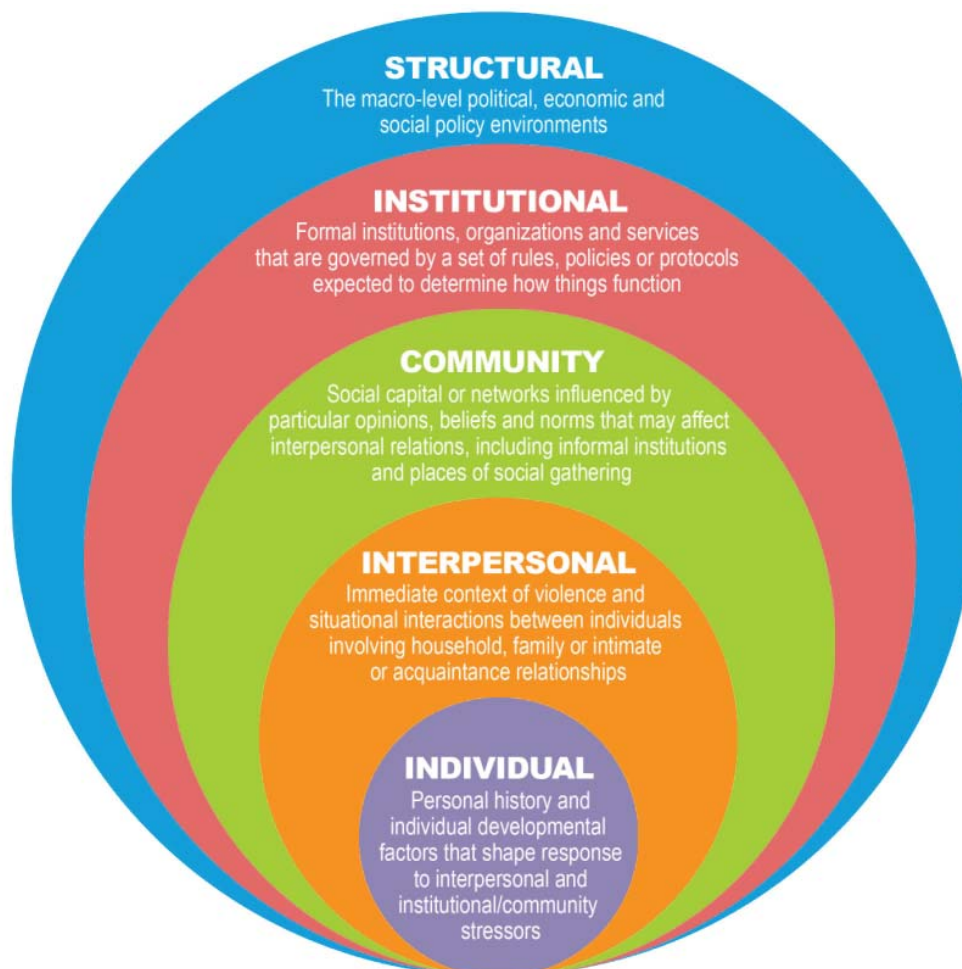 STRUCTURAL
The macro-level political, economic and
social policy environments
INSTITUTIONAL
Formal institutions, organizations and services
that are governed by a set of rules, policies or protocols
expected to determine how things function
COMMUNITY
Social capital or networks influenced by
particular opinions, beliefs and norms that may affect
interpersonal relations, including informal institutions
and places of social gathering
INTERPERSONAL
Immediate context of violence and
situational interactions between individuals
involving household, family or intimate
or acquaintance relationships
INDIVIDUAL
Personal history and
individual developmental
factors that shape response
to interpersonal and
institutional/community
stressors